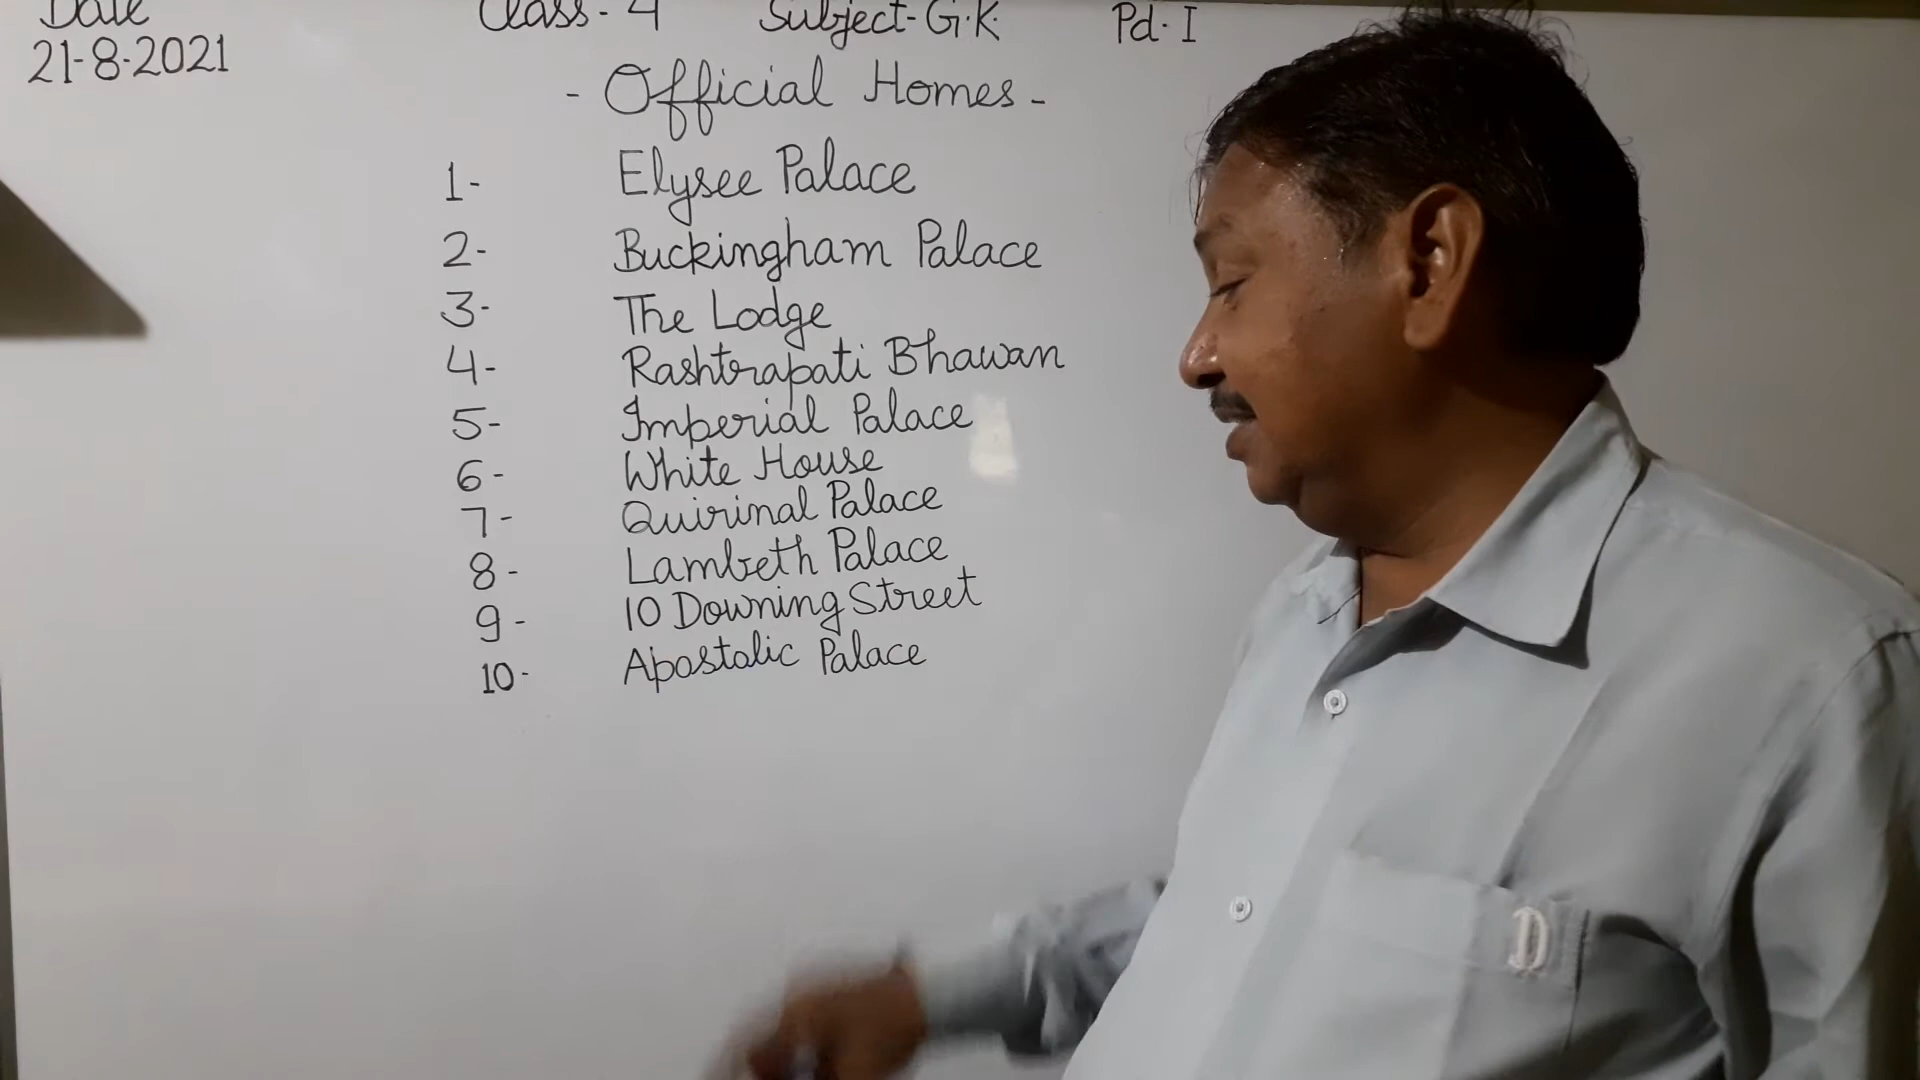 Date Class- 4 Subject- G.K. Pd. I
21-8-2021
- Official Homes -
1- Elysee Palace
2- Buckingham Palace
3- The Lodge
4- Rashtrapati Bhawan
5- Imperial Palace
6- White House
7- Quirinal Palace
8- Lambeth Palace
9- 10 Downing Street
10- Apostalic Palace
D